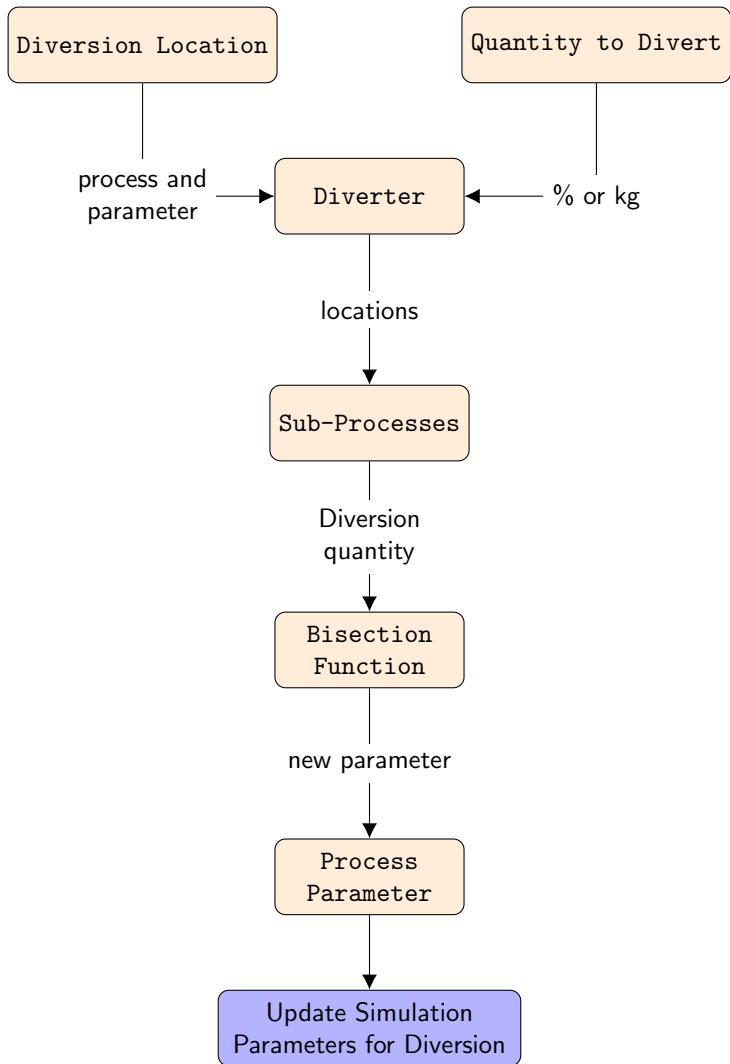 Diversion Location
Quantity to Divert
process and
parameter
Diverter
% or kg
locations
Sub-Processes
Diversion
quantity
Bisection
Function
new parameter
Process
Parameter
Update Simulation
Parameters for Diversion